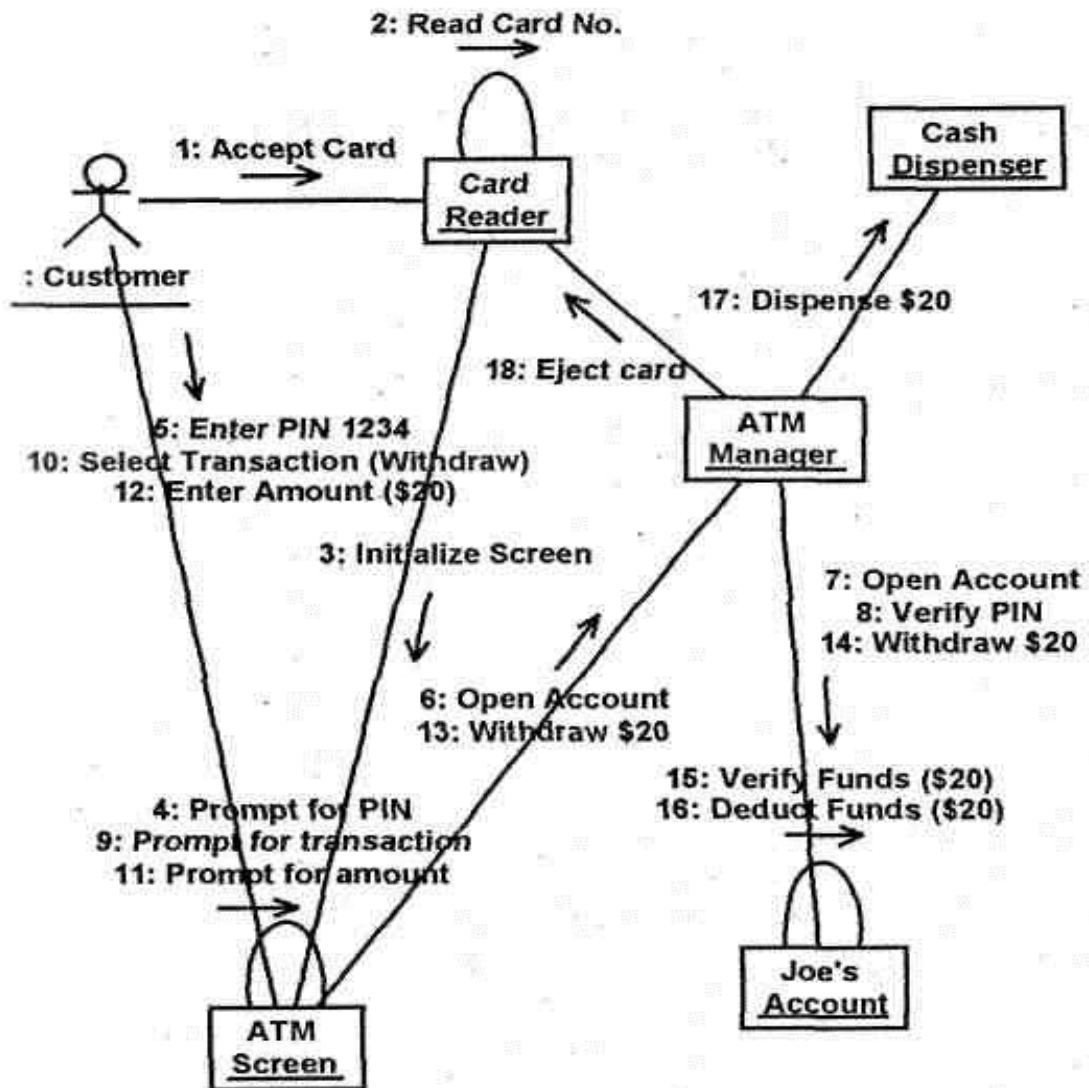 2: Read Card No.
1: Accept Card
Card
Reader
Cash
Dispenser
: Customer
17: Dispense $20
18: Eject card
5: Enter PIN 1234
10: Select Transaction (Withdraw)
12: Enter Amount ($20)
ATM
Manager
3: Initialize Screen
7: Open Account
8: Verify PIN
14: Withdraw $20
6: Open Account
13: Withdraw $20
15: Verify Funds ($20)
16: Deduct Funds ($20)
4: Prompt for PIN
9: Prompt for transaction
11: Prompt for amount
Joe's
Account
ATM
Screen